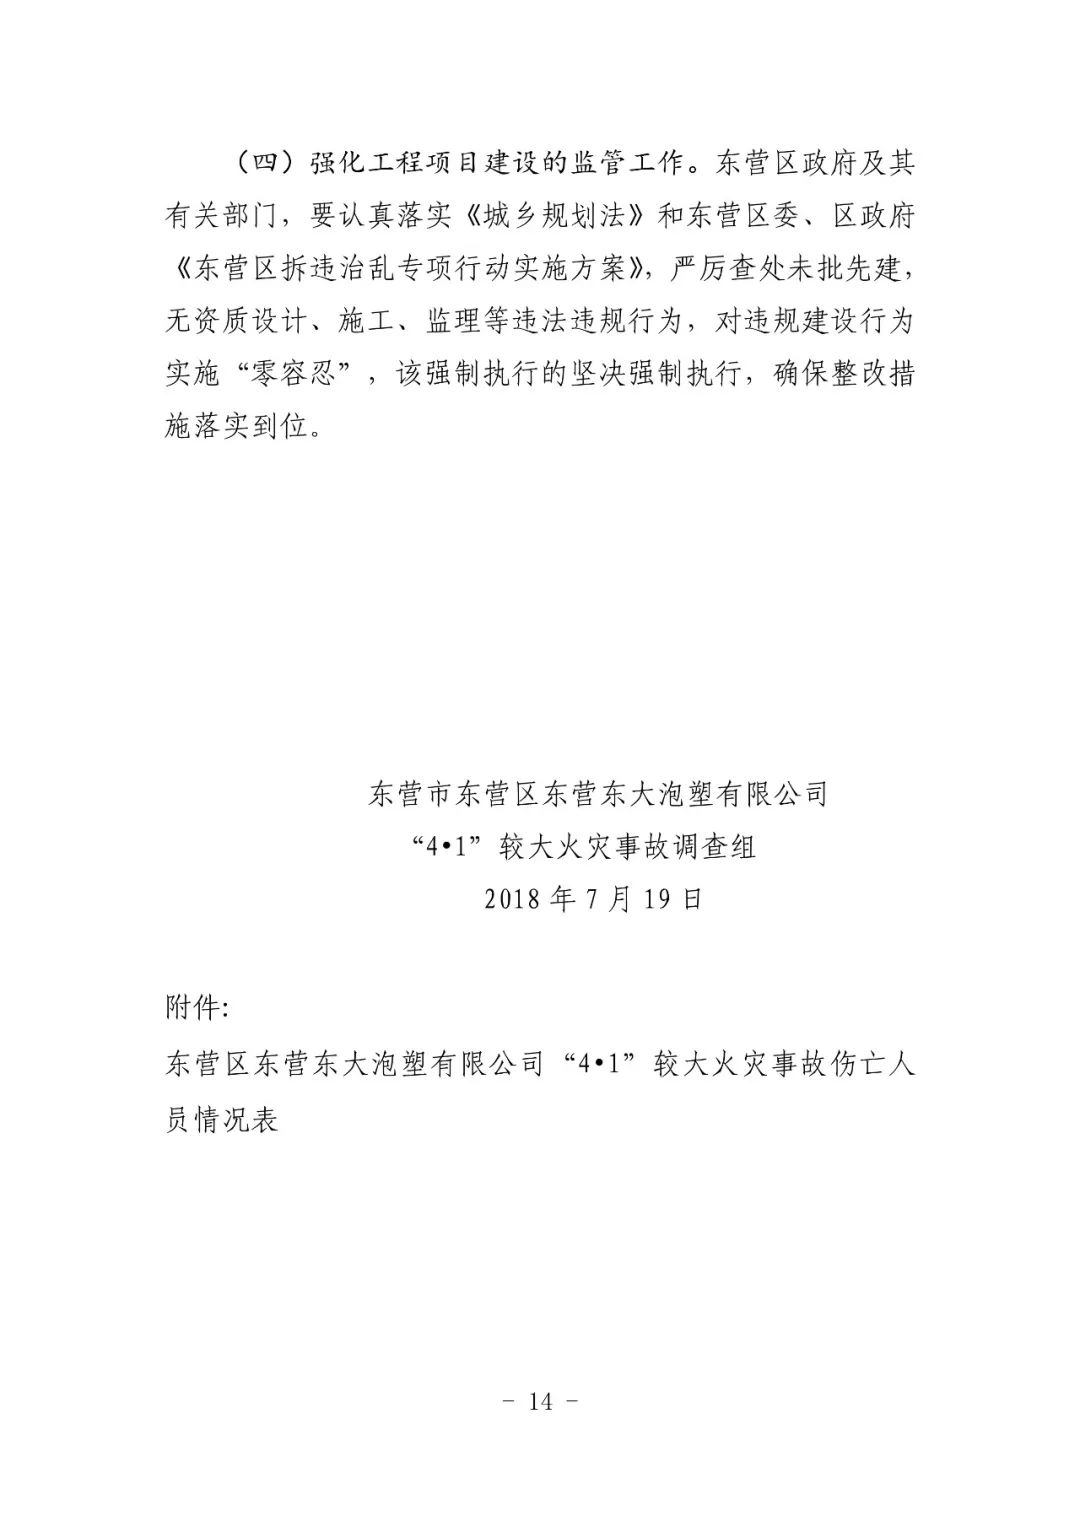 （四）强化工程项目建设的监管工作。东营区政府及其
有关部门，要认真落实《城乡规划法》和东营区委、区政府
《东营区拆违治乱专项行动实施方案》，严厉查处未批先建，
无资质设计、施工、监理等违法违规行为，对违规建设行为
实施“零容忍”，该强制执行的坚决强制执行，确保整改措
施落实到位。
东营市东营区东营东大泡塑有限公司
“4•1”较大火灾事故调查组
2018 年 7 月 19 日
附件:
东营区东营东大泡塑有限公司“4•1”较大火灾事故伤亡人
员情况表
- 14 -